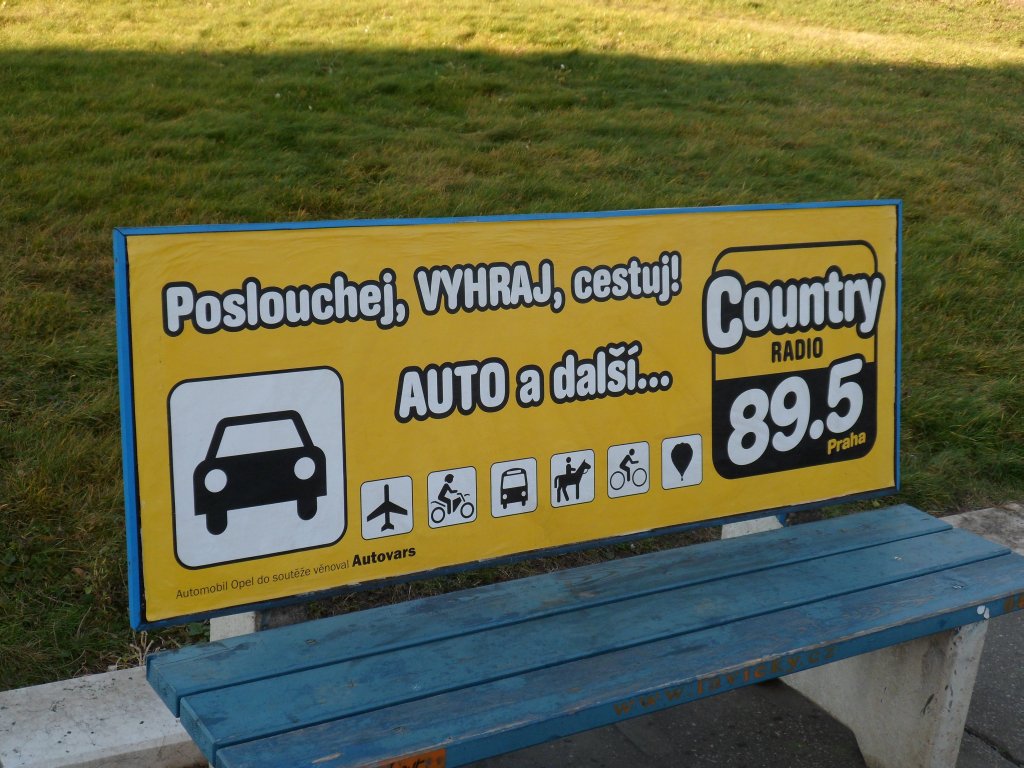 Poslouchej, VYHRAJ, cestuj!
AUTO a další...
Country
RADIO
89.5
Praha
Automobil Opel do soutěže věnoval Autovars
www.lavicky.cz